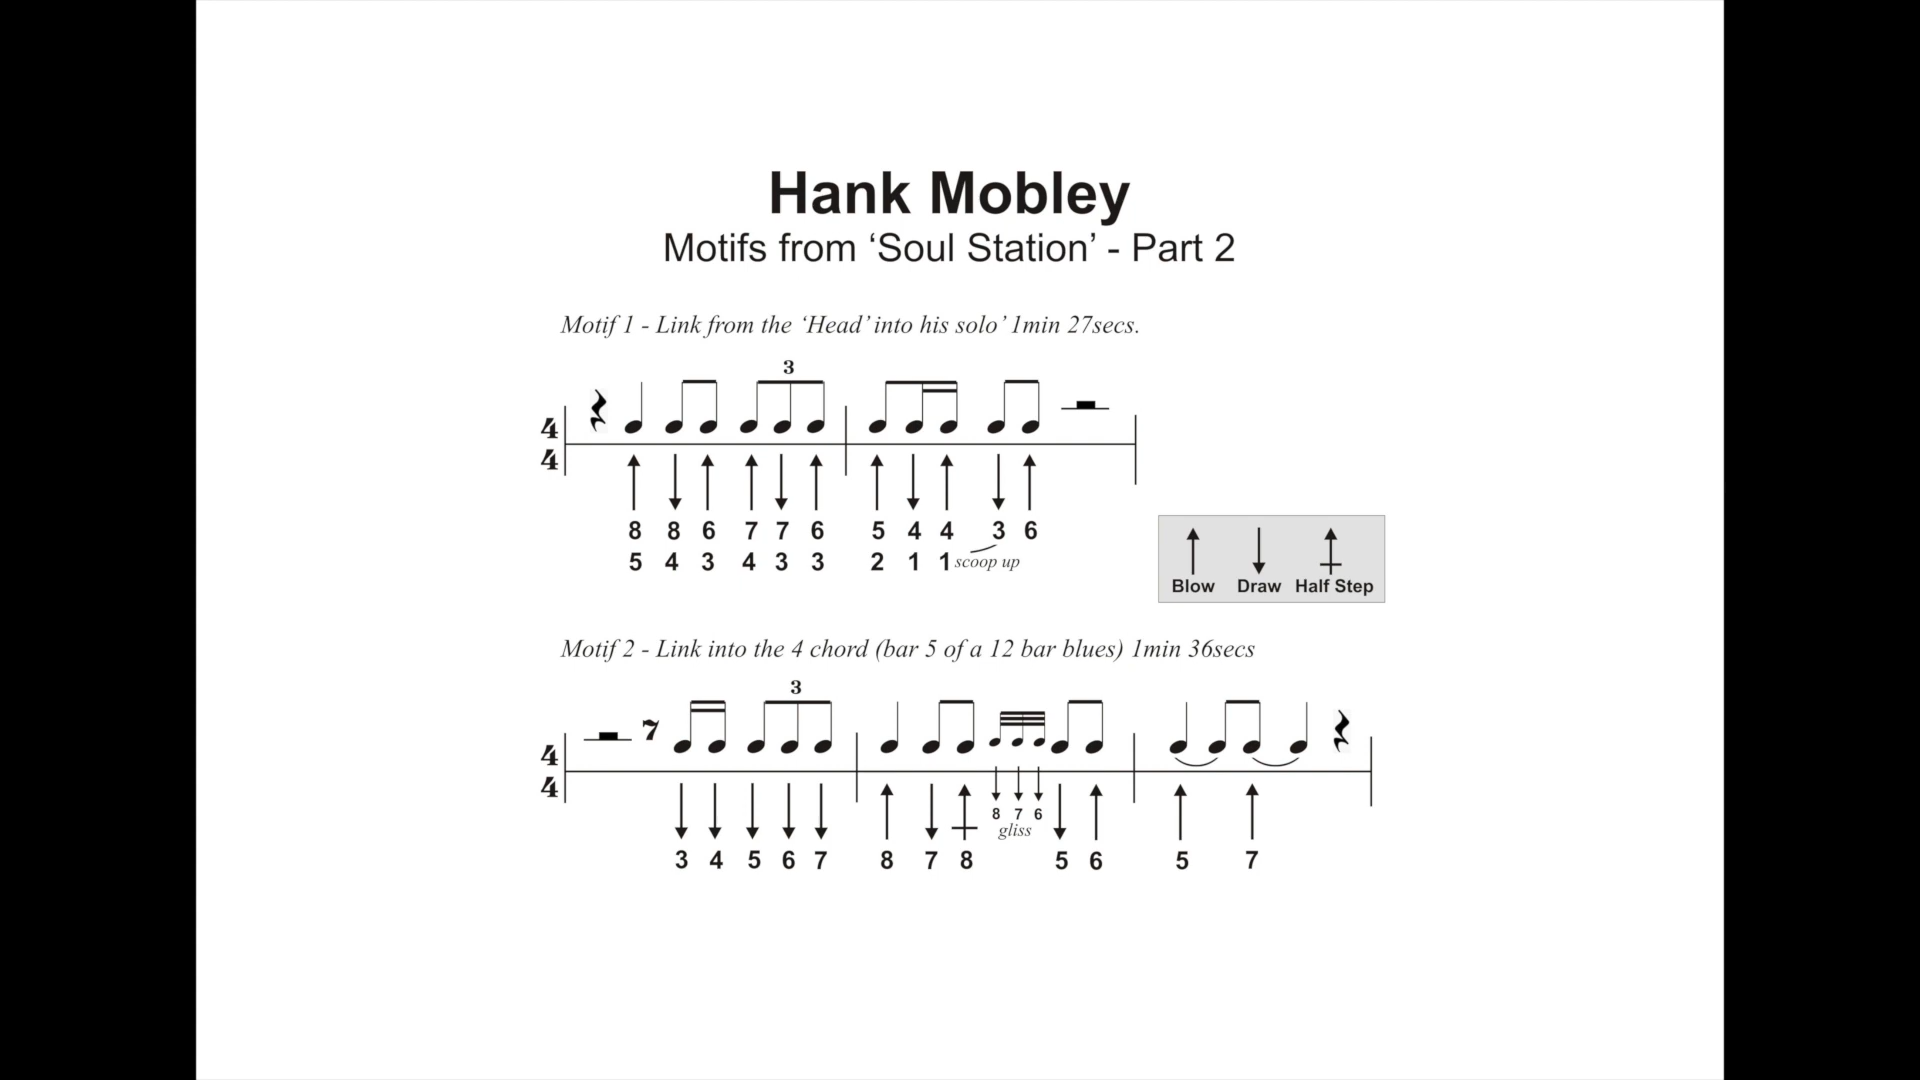 Hank Mobley
Motifs from ‘Soul Station’ - Part 2
Motif 1 - Link from the ‘Head’ into his solo’ 1min 27secs.
3
4
4
8 8 6 7 7 6 5 4 4 3 6
5 4 3 4 3 3 2 1 1 scoop up
Blow Draw Half Step
Motif 2 - Link into the 4 chord (bar 5 of a 12 bar blues) 1min 36secs
3
4
4
8 7 6
gliss
3 4 5 6 7 8 7 8 5 6 5 7